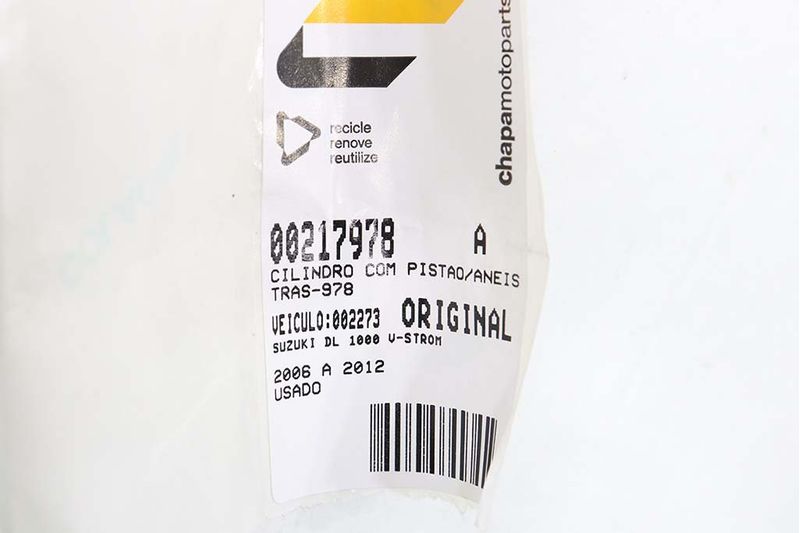 chapamotoparts
recicle
renove
reutilize
00217978 A
CILINDRO COM PISTAO/ANEIS
TRAS-978
VEICULO:002273 ORIGINAL
SUZUKI DL 1000 V-STROM
2006 A 2012
USADO